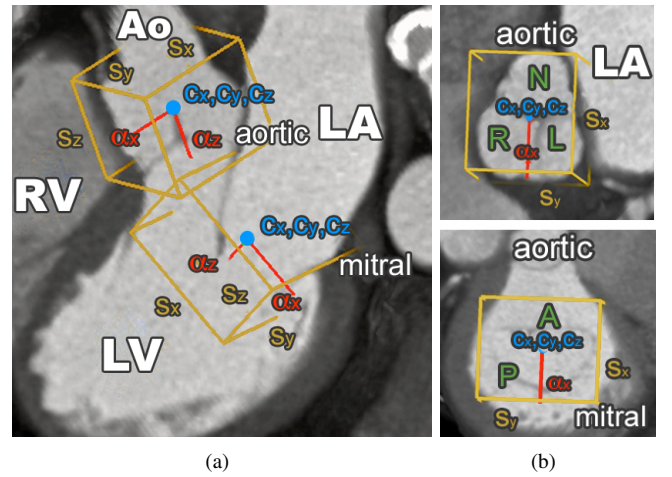 Ao
Sx
Sy
Cx,Cy,Cz
Sz
αx
αz
aortic
LA
RV
Cx,Cy,Cz
αz
mitral
Sx
Sz
αx
Sy
LV
(a)
aortic
LA
N
Cx,Cy,Cz
Sx
R
L
αx
Sy
aortic
A
Cx,Cy,Cz
P
αx
Sx
Sy
mitral
(b)